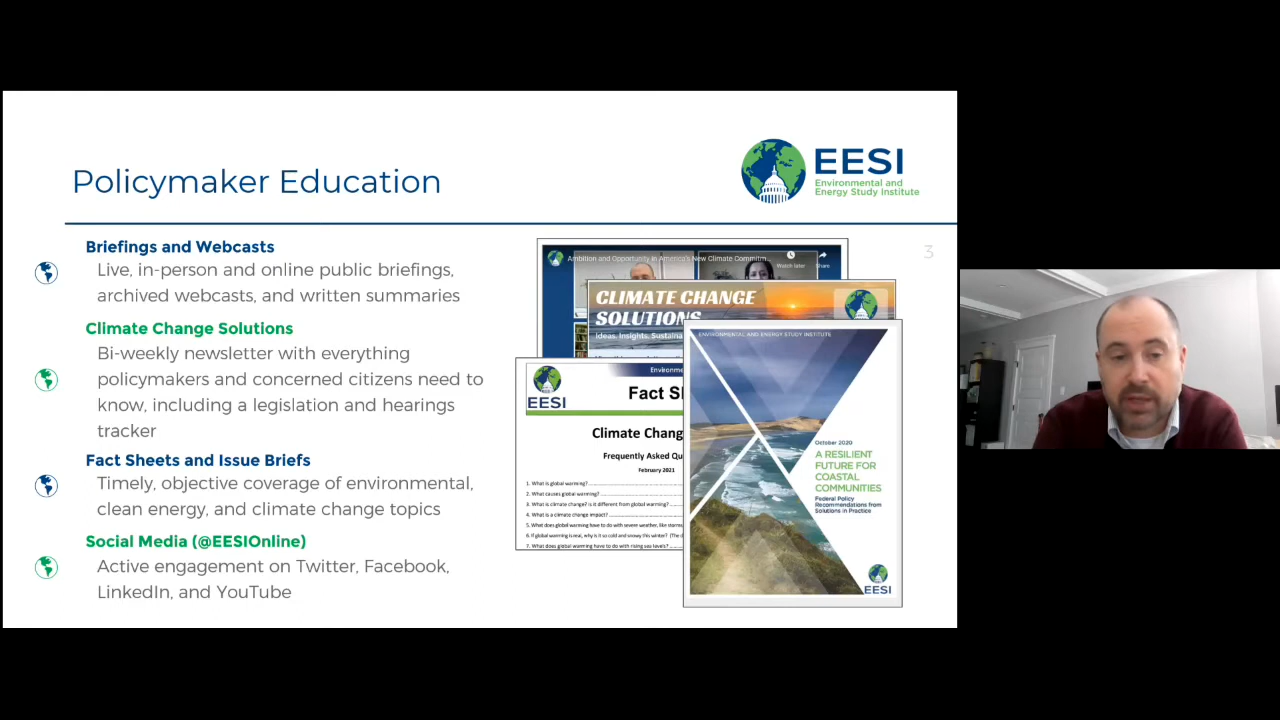 Policymaker Education
EESI
Environmental and
Energy Study Institute
3
Briefings and Webcasts
Live, in-person and online public briefings,
archived webcasts, and written summaries
Climate Change Solutions
Bi-weekly newsletter with everything
policymakers and concerned citizens need to
know, including a legislation and hearings
tracker
Fact Sheets and Issue Briefs
Timely, objective coverage of environmental,
clean energy, and climate change topics
Social Media (@EESIOnline)
Active engagement on Twitter, Facebook,
LinkedIn, and YouTube
Ambition and Opportunity in America's New Climate Commitm...
Watch later
Share
CLIMATE CHANGE
SOLUTIONS
Ideas, Insights, Sustaina
EESI
Environme
Fact S
Climate Chang
Frequently Asked Qu
February 2021
1. What is global warming?
2. What causes global warming?
3. What is climate change? Is it different from global warming?
4. What is a climate change impact?
5. What does global warming have to do with severe weather, like storms
6. If global warming is real, why is it so cold and snowy this winter? (The d
7. What does global warming have to do with rising sea levels?
ENVIRONMENTAL AND ENERGY STUDY INSTITUTE
October 2020
A RESILIENT
FUTURE FOR
COASTAL
COMMUNITIES
Federal Policy
Recommendations from
Solutions in Practice
EESI